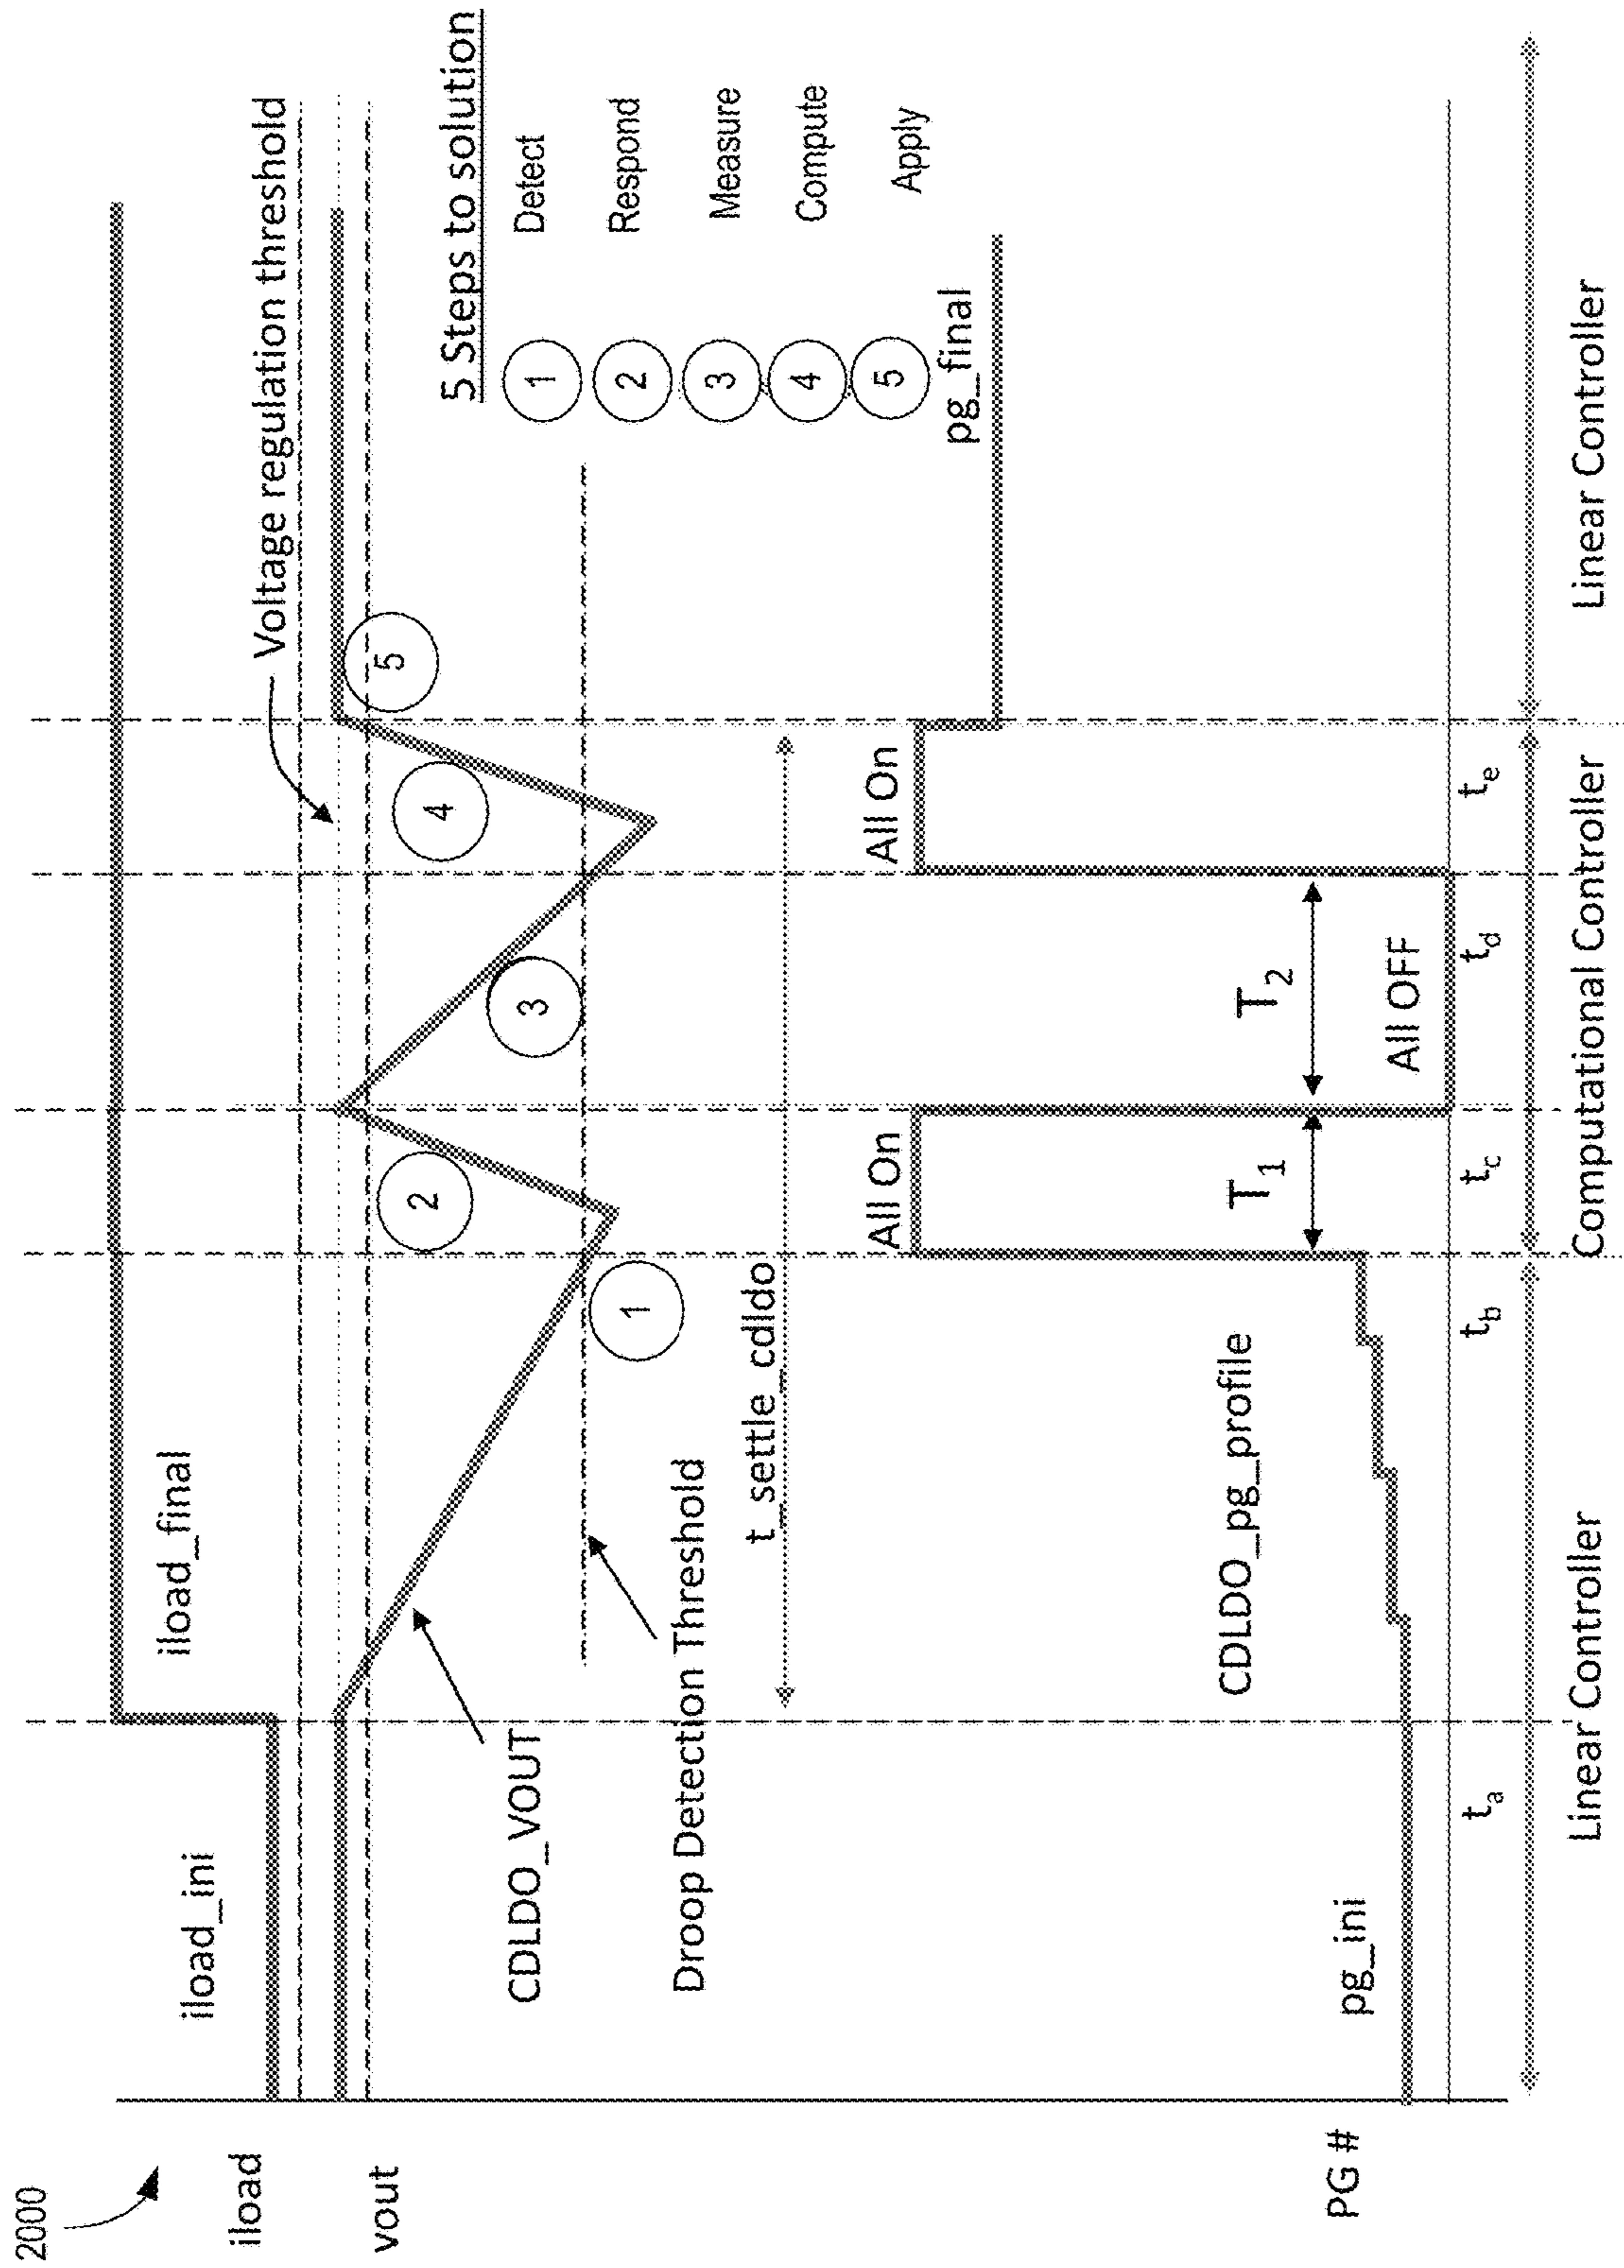 2000
iload
iload_ini
iload_final
Voltage regulation threshold
vout
CDLDO_VOUT
Droop Detection Threshold
1
2
3
4
5
t_settle_cdldo
5 Steps to solution
1 Detect
2 Respond
3 Measure
4 Compute
5 Apply
PG #
pg_ini
CDLDO_pg_profile
All On
All OFF
All On
pg_final
T1
T2
ta
tb
tc
td
te
Linear Controller
Computational Controller
Linear Controller